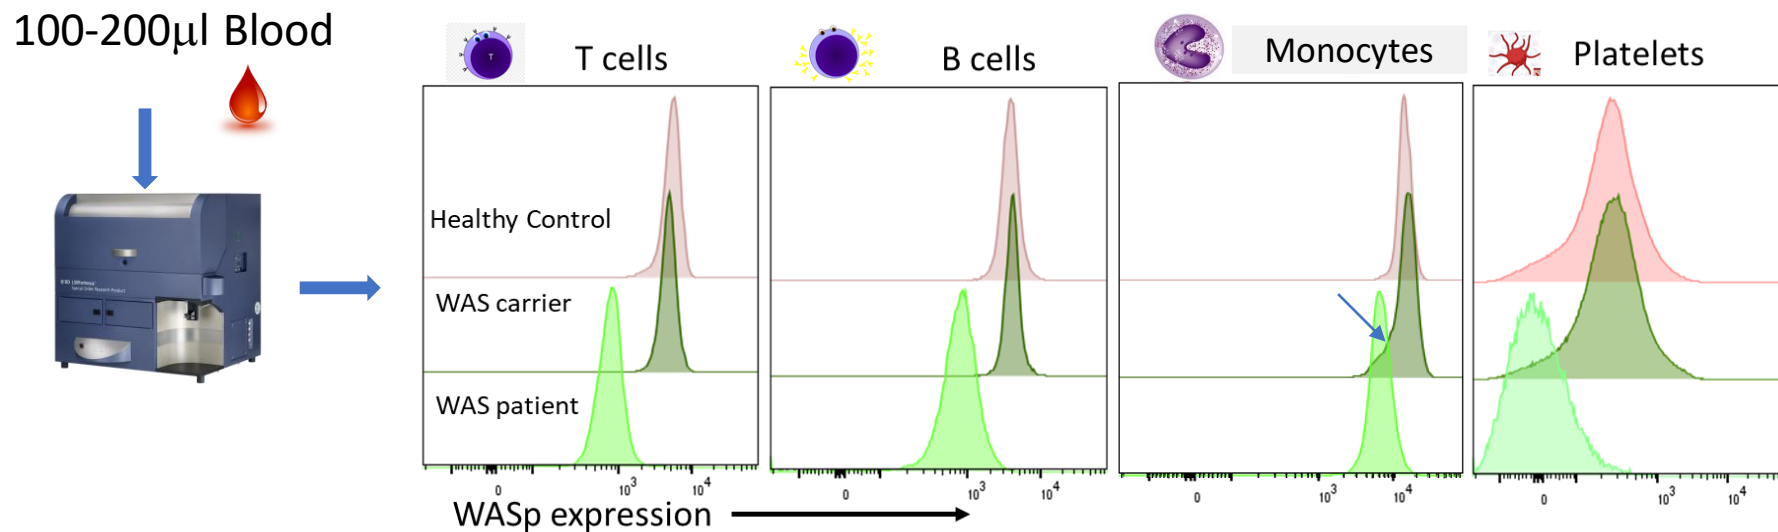 100-200μl Blood
T cells
B cells
Monocytes
Platelets
T
Healthy Control
WAS carrier
WAS patient
0 10³ 10⁴
0 10³ 10⁴
0 10³ 10⁴
0 10³ 10⁴
WASp expression